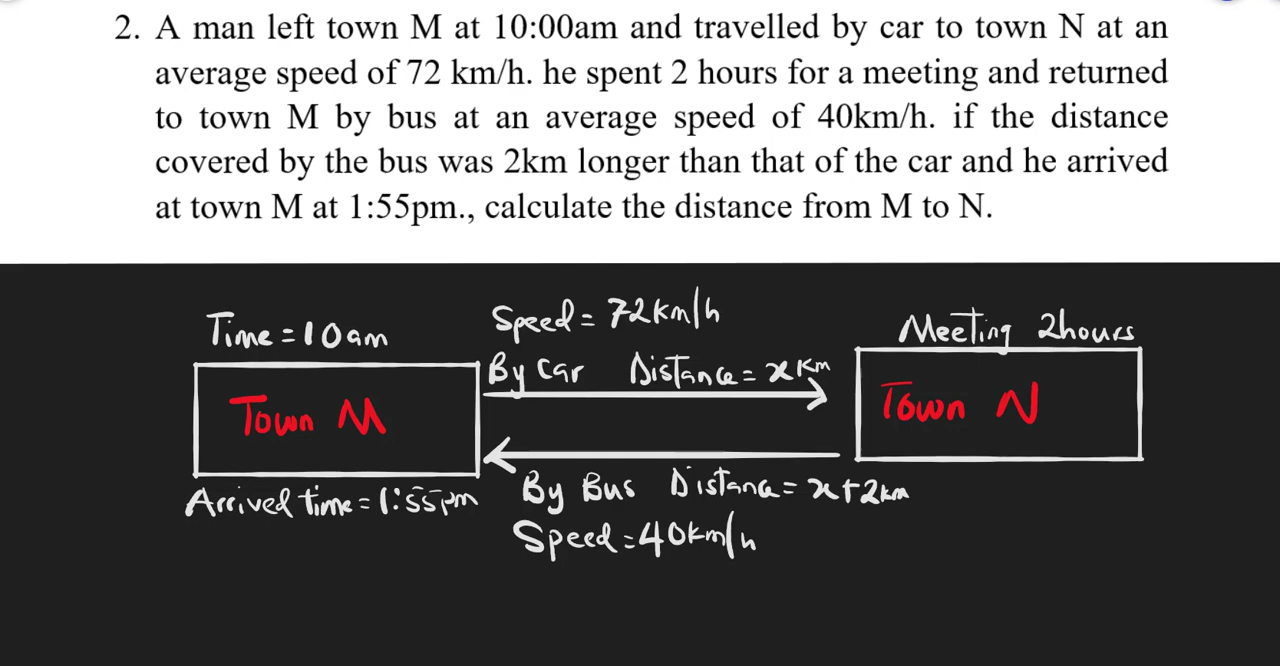 2. A man left town M at 10:00am and travelled by car to town N at an
average speed of 72 km/h. he spent 2 hours for a meeting and returned
to town M by bus at an average speed of 40km/h. if the distance
covered by the bus was 2km longer than that of the car and he arrived
at town M at 1:55pm., calculate the distance from M to N.
Time = 10am
Speed = 72km/h
Meeting 2hours
By Car Distance = x km
Town M
Town N
Arrived time = 1:55pm
By Bus Distance = x + 2km
Speed = 40km/h